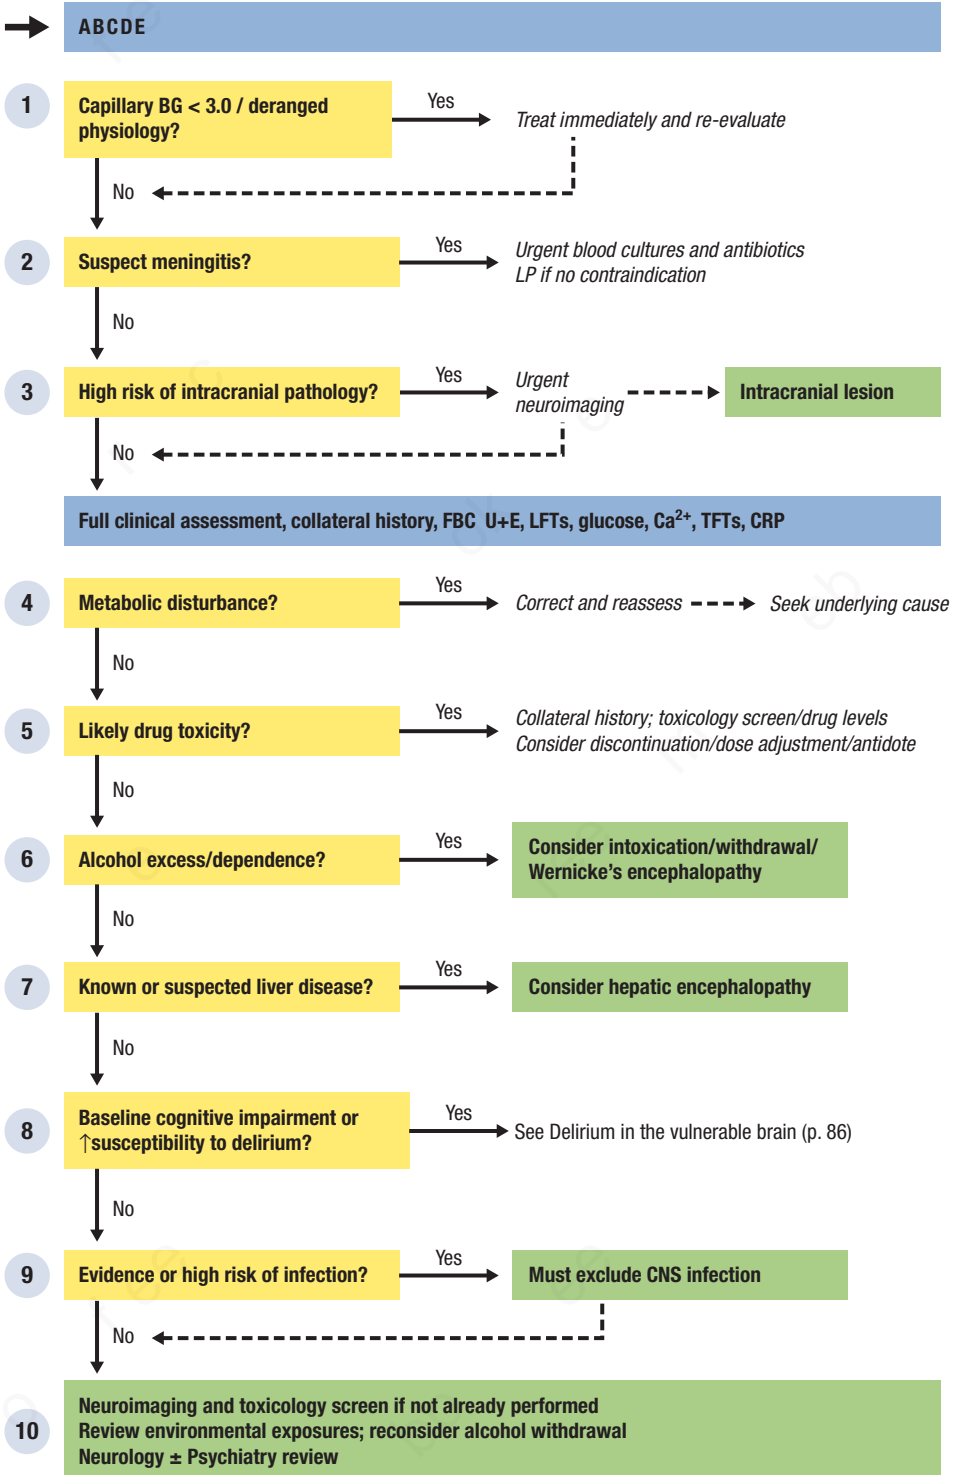 ABCDE
1
Capillary BG < 3.0 / deranged
physiology?
Yes
Treat immediately and re-evaluate
No
2
Suspect meningitis?
Yes
Urgent blood cultures and antibiotics
LP if no contraindication
No
3
High risk of intracranial pathology?
Yes
Urgent
neuroimaging
Intracranial lesion
No
Full clinical assessment, collateral history, FBC U+E, LFTs, glucose, Ca²⁺, TFTs, CRP
4
Metabolic disturbance?
Yes
Correct and reassess
Seek underlying cause
No
5
Likely drug toxicity?
Yes
Collateral history; toxicology screen/drug levels
Consider discontinuation/dose adjustment/antidote
No
6
Alcohol excess/dependence?
Yes
Consider intoxication/withdrawal/
Wernicke's encephalopathy
No
7
Known or suspected liver disease?
Yes
Consider hepatic encephalopathy
No
8
Baseline cognitive impairment or
↑susceptibility to delirium?
Yes
See Delirium in the vulnerable brain (p. 86)
No
9
Evidence or high risk of infection?
Yes
Must exclude CNS infection
No
10
Neuroimaging and toxicology screen if not already performed
Review environmental exposures; reconsider alcohol withdrawal
Neurology ± Psychiatry review